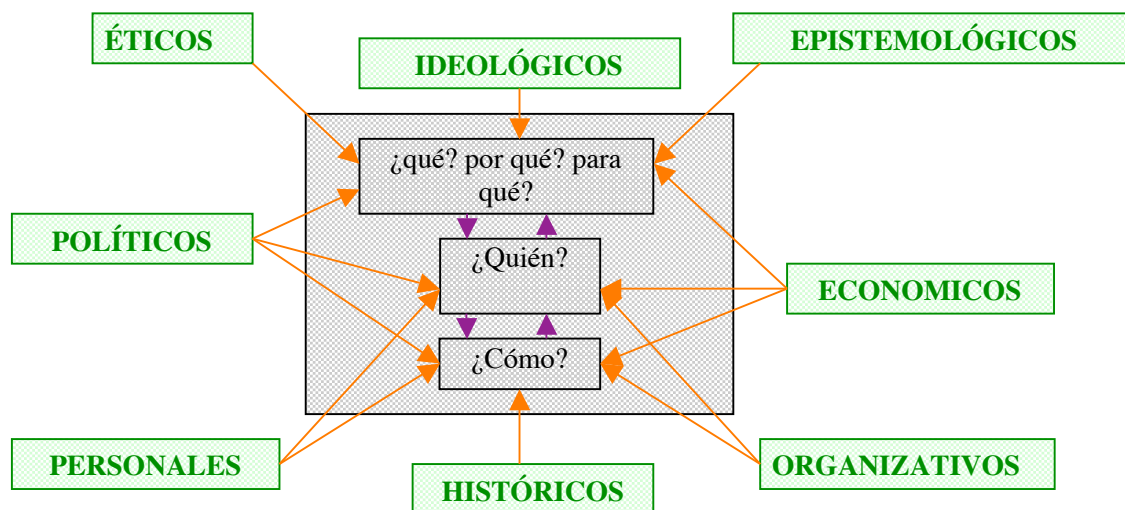 ÉTICOS
IDEOLÓGICOS
EPISTEMOLÓGICOS
¿qué? por qué? para
qué?
POLÍTICOS
¿Quién?
ECONOMICOS
¿Cómo?
PERSONALES
HISTÓRICOS
ORGANIZATIVOS